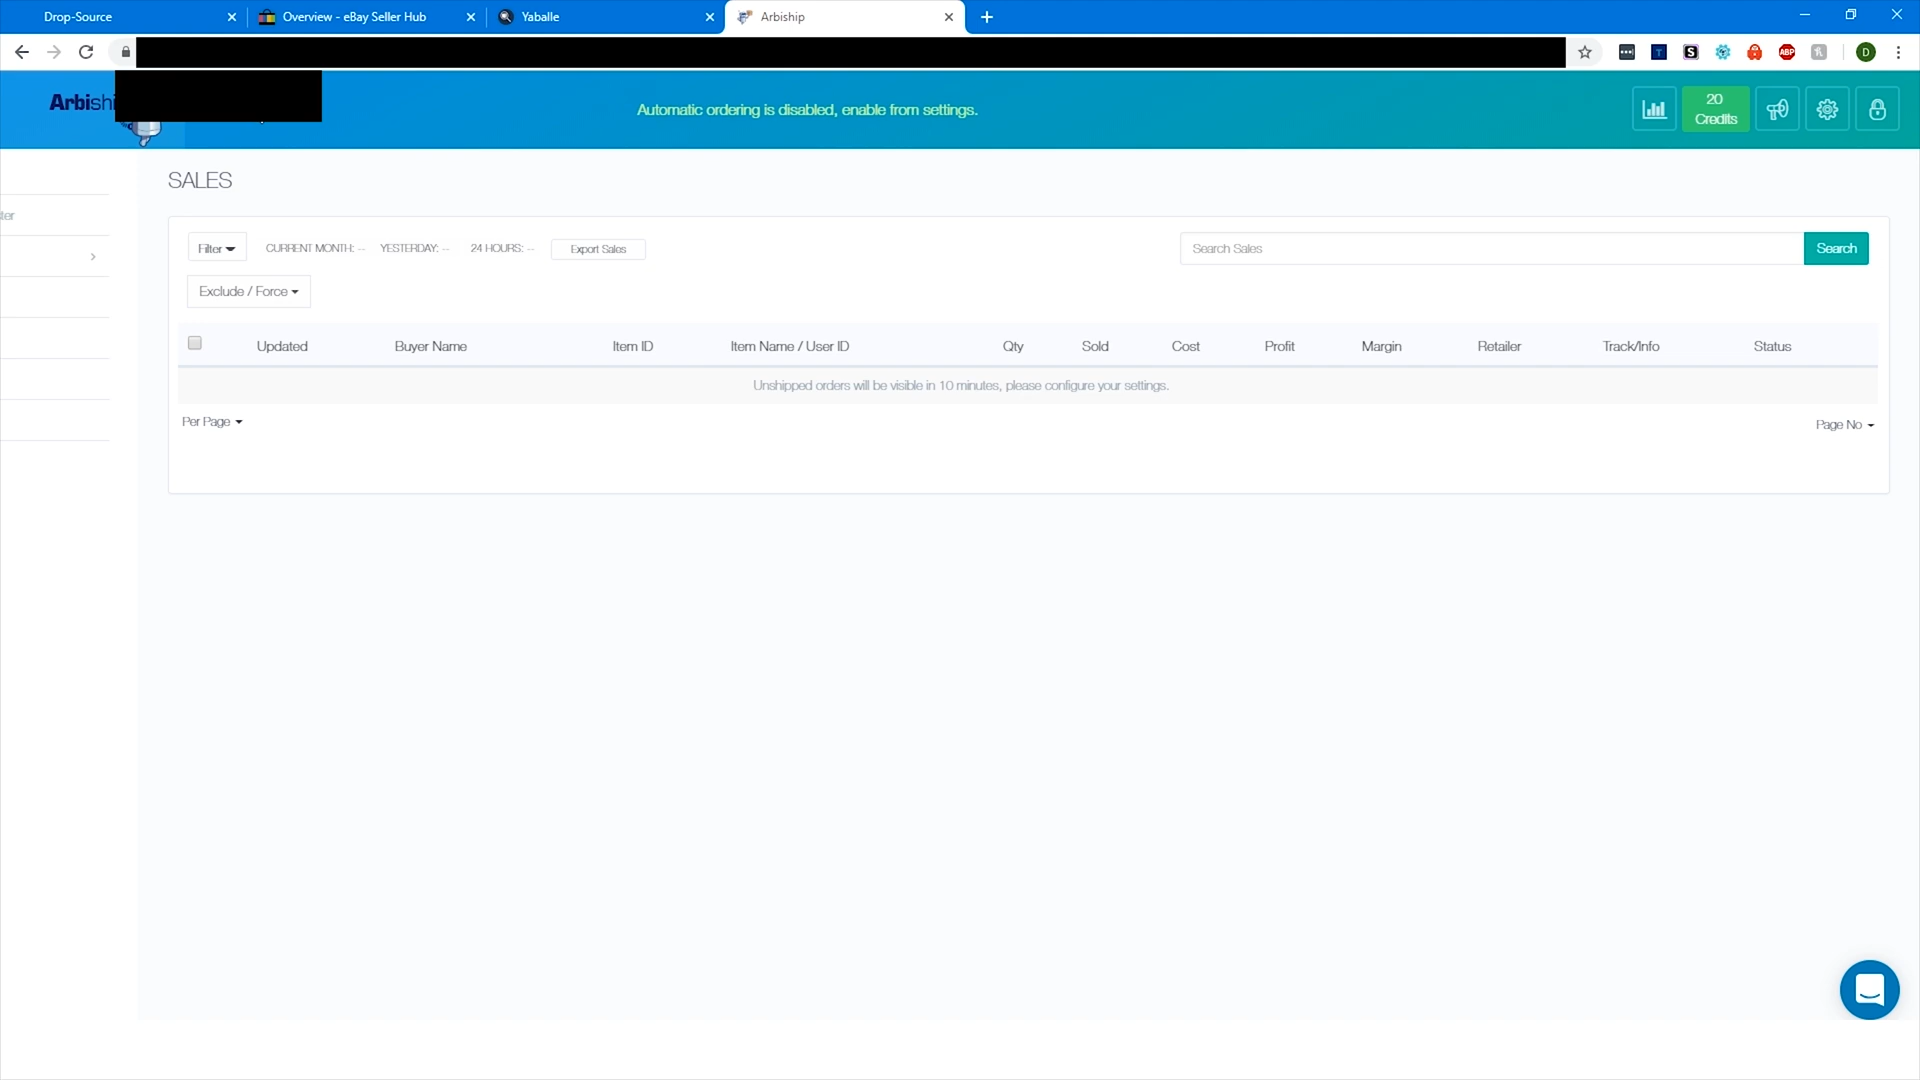 Drop-Source
Overview - eBay Seller Hub
Yaballe
Arbiship
ABP
D
Arbishi
Automatic ordering is disabled, enable from settings.
20
Credits
SALES
ter
Filter
CURRENT MONTH: --
YESTERDAY: --
24 HOURS: --
Export Sales
Search Sales
Search
Exclude / Force
Updated
Buyer Name
Item ID
Item Name / User ID
Qty
Sold
Cost
Profit
Margin
Retailer
Track/Info
Status
Unshipped orders will be visible in 10 minutes, please configure your settings.
Per Page
Page No